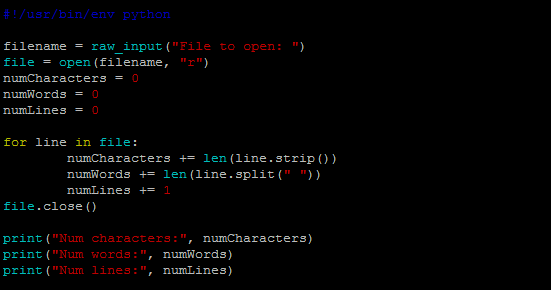 #!/usr/bin/env python
filename = raw_input("File to open: ")
file = open(filename, "r")
numCharacters = 0
numWords = 0
numLines = 0
for line in file:
        numCharacters += len(line.strip())
        numWords += len(line.split(" "))
        numLines += 1
file.close()
print("Num characters:", numCharacters)
print("Num words:", numWords)
print("Num lines:", numLines)